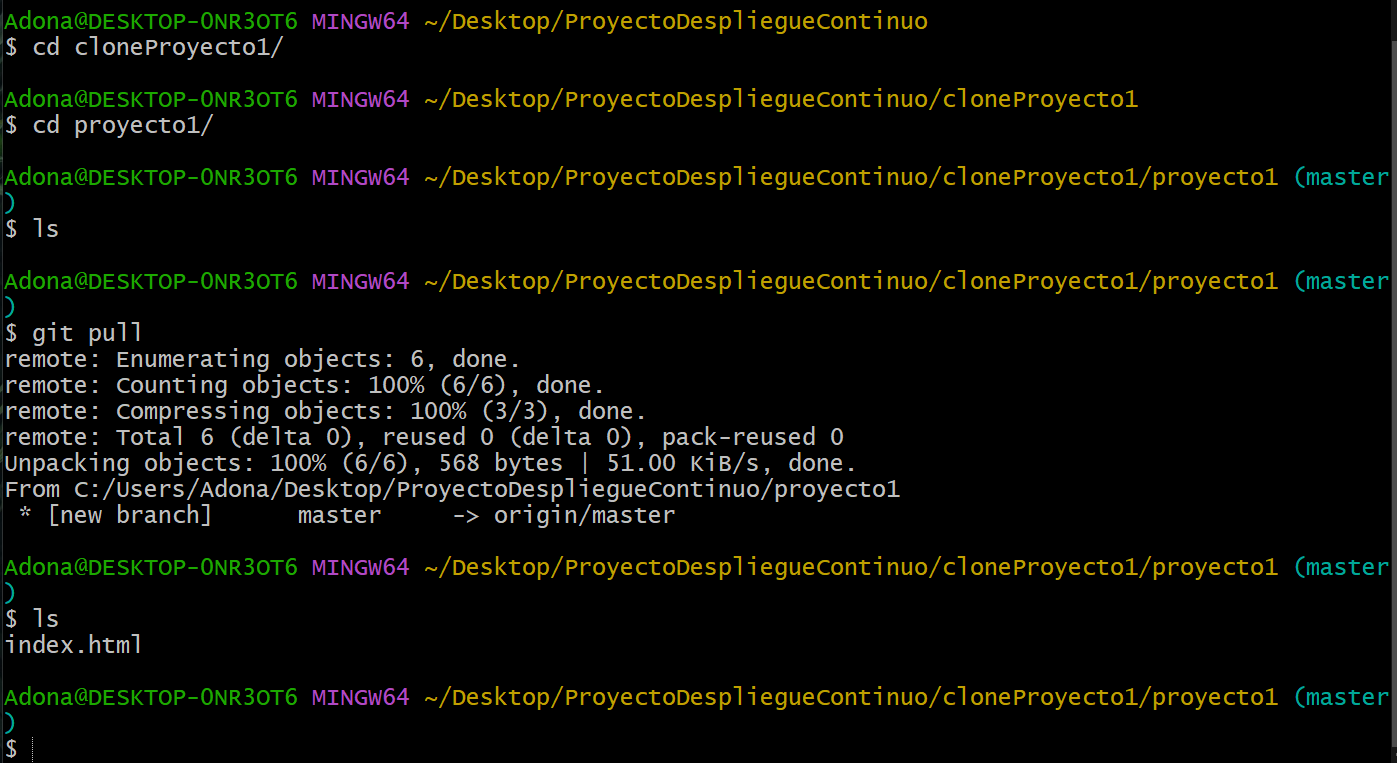 Adona@DESKTOP-0NR3OT6 MINGW64 ~/Desktop/ProyectoDespliegueContinuo
$ cd cloneProyecto1/
Adona@DESKTOP-0NR3OT6 MINGW64 ~/Desktop/ProyectoDespliegueContinuo/cloneProyecto1
$ cd proyecto1/
Adona@DESKTOP-0NR3OT6 MINGW64 ~/Desktop/ProyectoDespliegueContinuo/cloneProyecto1/proyecto1 (master
)
$ ls
Adona@DESKTOP-0NR3OT6 MINGW64 ~/Desktop/ProyectoDespliegueContinuo/cloneProyecto1/proyecto1 (master
)
$ git pull
remote: Enumerating objects: 6, done.
remote: Counting objects: 100% (6/6), done.
remote: Compressing objects: 100% (3/3), done.
remote: Total 6 (delta 0), reused 0 (delta 0), pack-reused 0
Unpacking objects: 100% (6/6), 568 bytes | 51.00 KiB/s, done.
From C:/Users/Adona/Desktop/ProyectoDespliegueContinuo/proyecto1
 * [new branch]      master     -> origin/master
Adona@DESKTOP-0NR3OT6 MINGW64 ~/Desktop/ProyectoDespliegueContinuo/cloneProyecto1/proyecto1 (master
)
$ ls
index.html
Adona@DESKTOP-0NR3OT6 MINGW64 ~/Desktop/ProyectoDespliegueContinuo/cloneProyecto1/proyecto1 (master
)
$